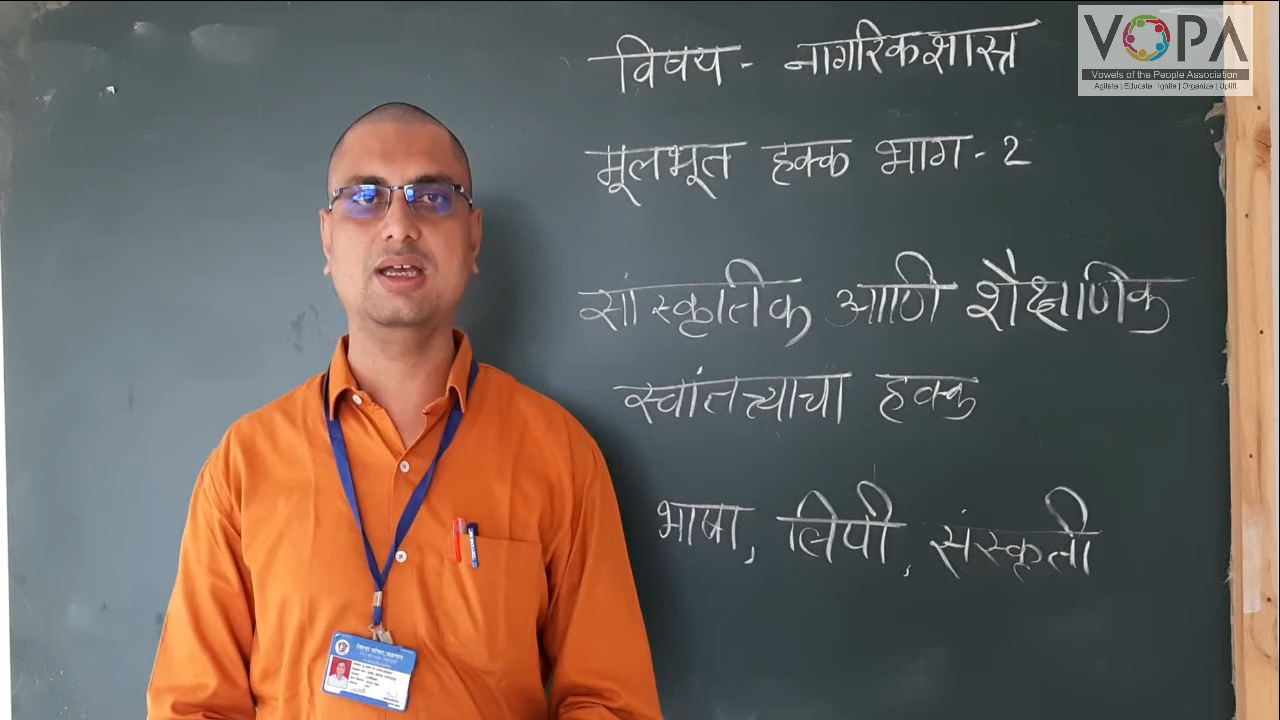 VOPA
Vowels of the People Association
Agitate | Educate Ignite | Organize | Uplift
विषय - नागरिकशास्त्र
मूलभूत हक्क भाग - 2
सांस्कृतिक आणि शैक्षणिक
स्वांतत्र्याचा हक्क
भाषा, लिपी, संस्कृती